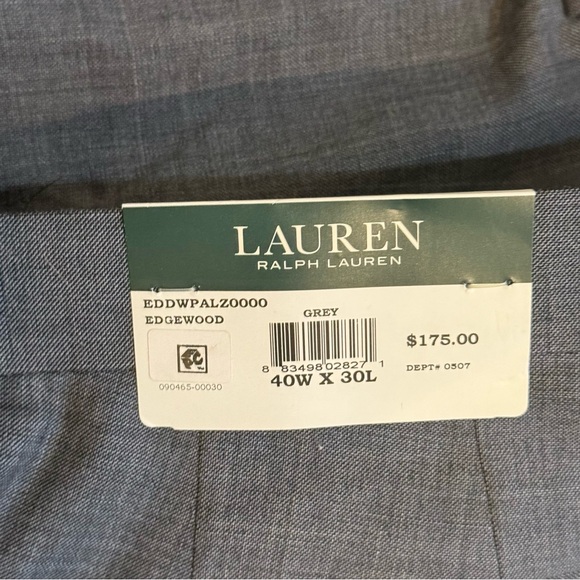 LAUREN
RALPH LAUREN
EDDWPALZ0000
EDGEWOOD
GREY
$175.00
8 83498 02827 1
DEPT# 0507
40W X 30L
090465-00030